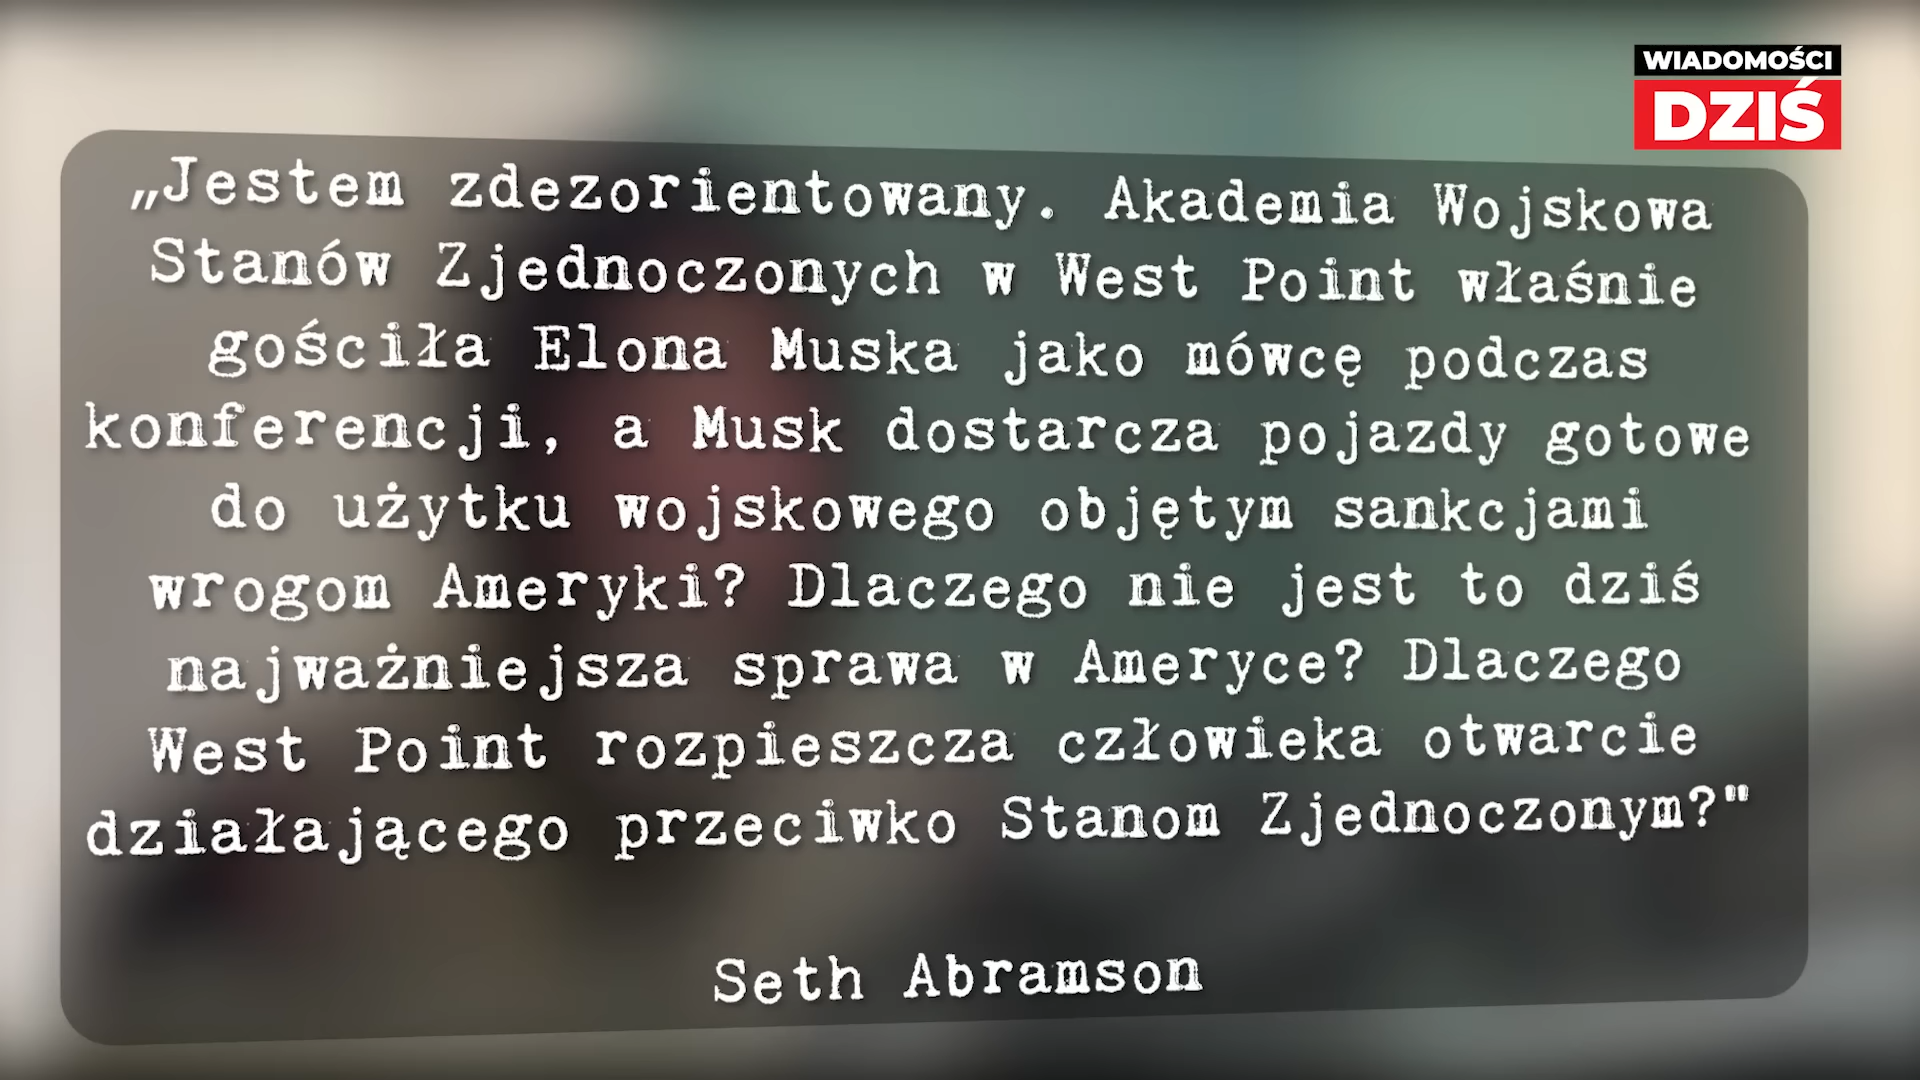 WIADOMOŚCI
DZIŚ
„Jestem zdezorientowany. Akademia Wojskowa
Stanów Zjednoczonych w West Point właśnie
gościła Elona Muska jako mówcę podczas
konferencji, a Musk dostarcza pojazdy gotowe
do użytku wojskowego objętym sankcjami
wrogom Ameryki? Dlaczego nie jest to dziś
najważniejsza sprawa w Ameryce? Dlaczego
West Point rozpieszcza człowieka otwarcie
działającego przeciwko Stanom Zjednoczonym?"
Seth Abramson